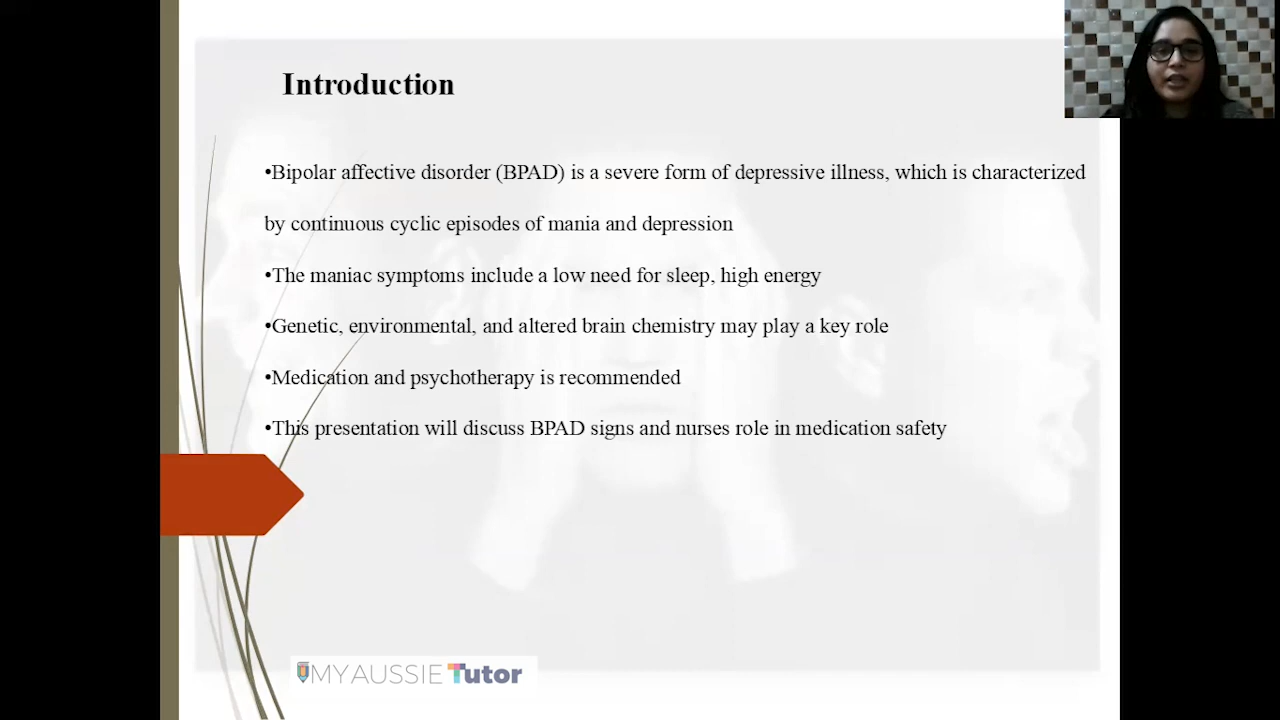 Introduction
•Bipolar affective disorder (BPAD) is a severe form of depressive illness, which is characterized
by continuous cyclic episodes of mania and depression
•The maniac symptoms include a low need for sleep, high energy
•Genetic, environmental, and altered brain chemistry may play a key role
•Medication and psychotherapy is recommended
•This presentation will discuss BPAD signs and nurses role in medication safety
MY AUSSIE Tutor